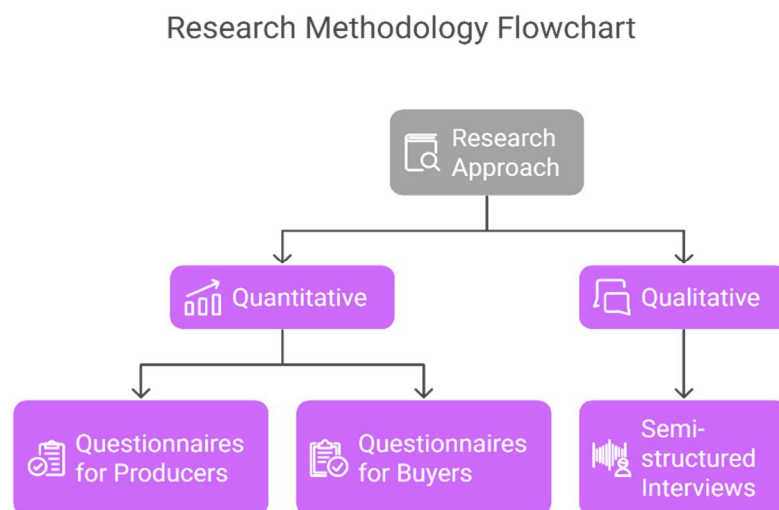 Research Methodology Flowchart
Research
Approach
Quantitative
Qualitative
Questionnaires
for Producers
Questionnaires
for Buyers
Semi-
structured
Interviews